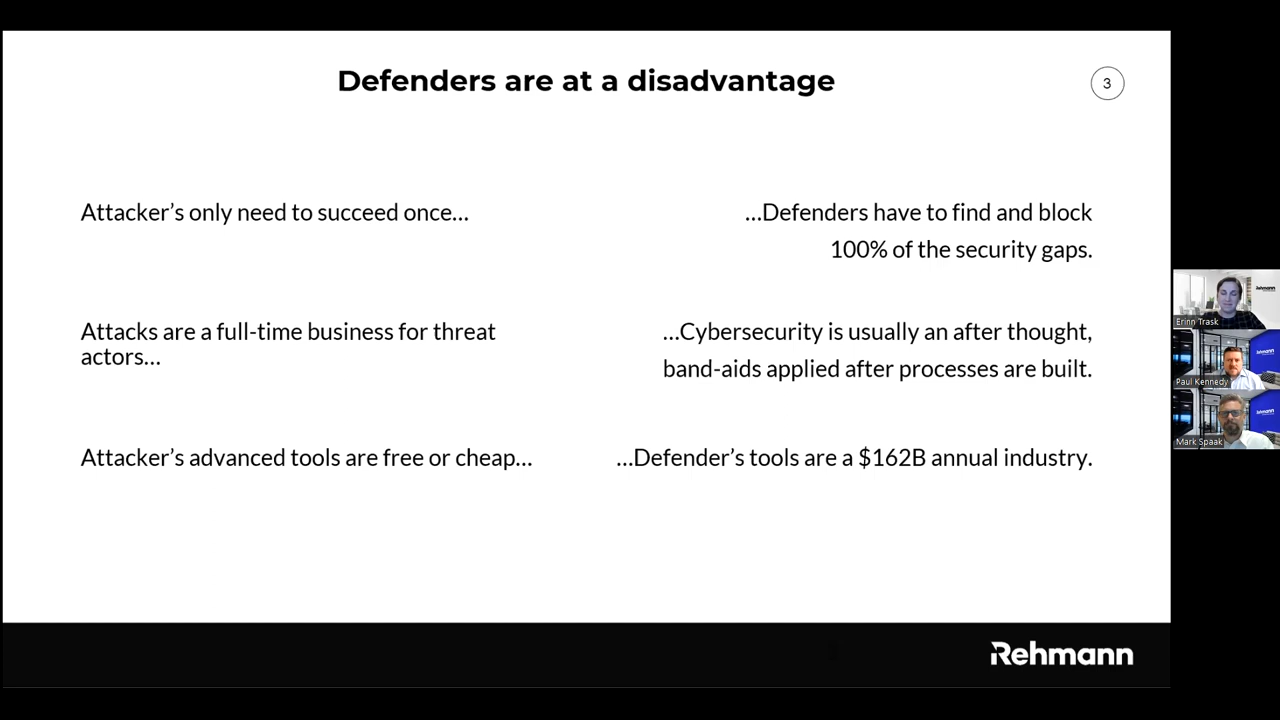 Defenders are at a disadvantage
3
Attacker’s only need to succeed once…
…Defenders have to find and block
100% of the security gaps.
Attacks are a full-time business for threat
actors…
…Cybersecurity is usually an after thought,
band-aids applied after processes are built.
Attacker’s advanced tools are free or cheap…
…Defender’s tools are a $162B annual industry.
Rehmann
Rehmann
Erinn Trask
Rehmann
Paul Kennedy
Rehmann
Mark Spaak